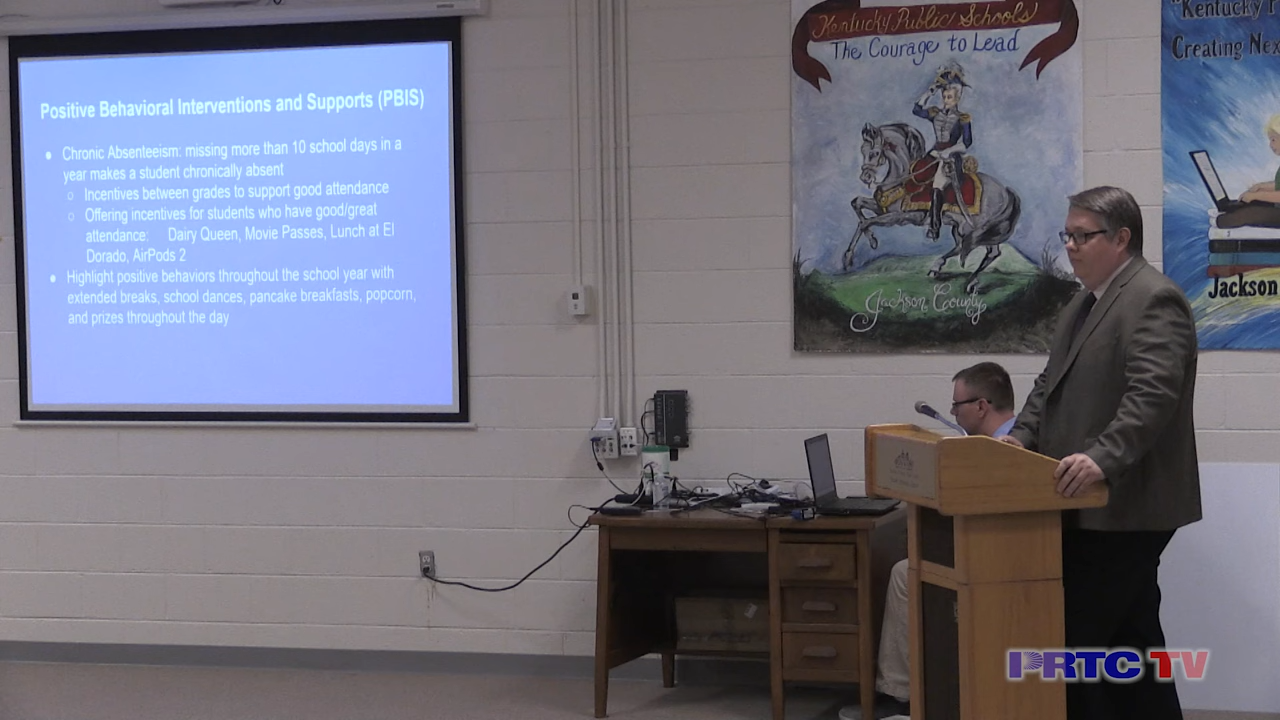 Positive Behavioral Interventions and Supports (PBIS)
● Chronic Absenteeism: missing more than 10 school days in a
year makes a student chronically absent
○ Incentives between grades to support good attendance
○ Offering incentives for students who have good/great
attendance: Dairy Queen, Movie Passes, Lunch at El
Dorado, AirPods 2
● Highlight positive behaviors throughout the school year with
extended breaks, school dances, pancake breakfasts, popcorn,
and prizes throughout the day
Kentucky Public Schools
The Courage to Lead
Jackson County
"Kentucky P
Creating Nex
Jackson
PRTC TV